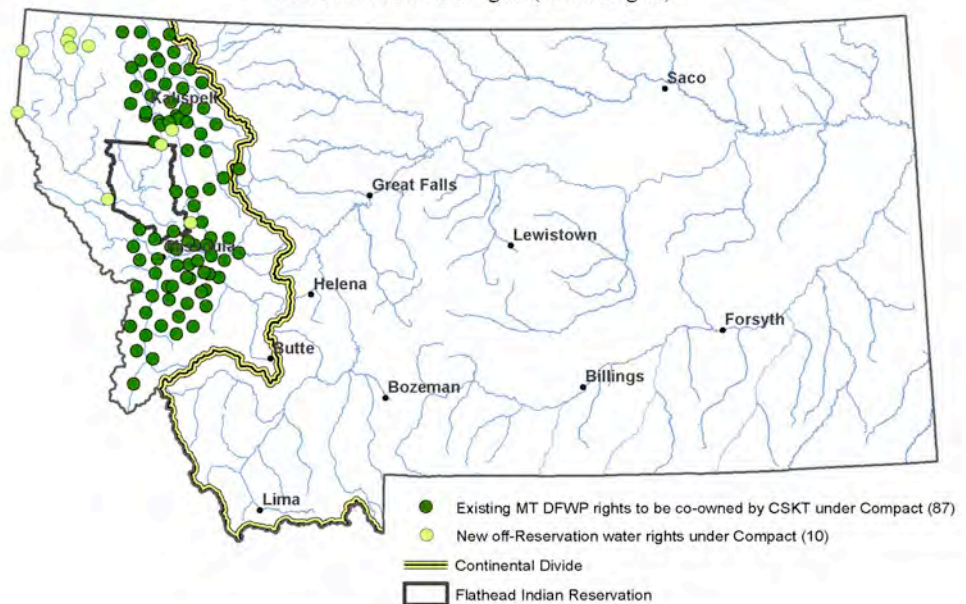 Saco
Kalispell
Great Falls
Lewistown
Missoula
Helena
Forsyth
Butte
Billings
Bozeman
Lima
Existing MT DFWP rights to be co-owned by CSKT under Compact (87)
New off-Reservation water rights under Compact (10)
Continental Divide
Flathead Indian Reservation